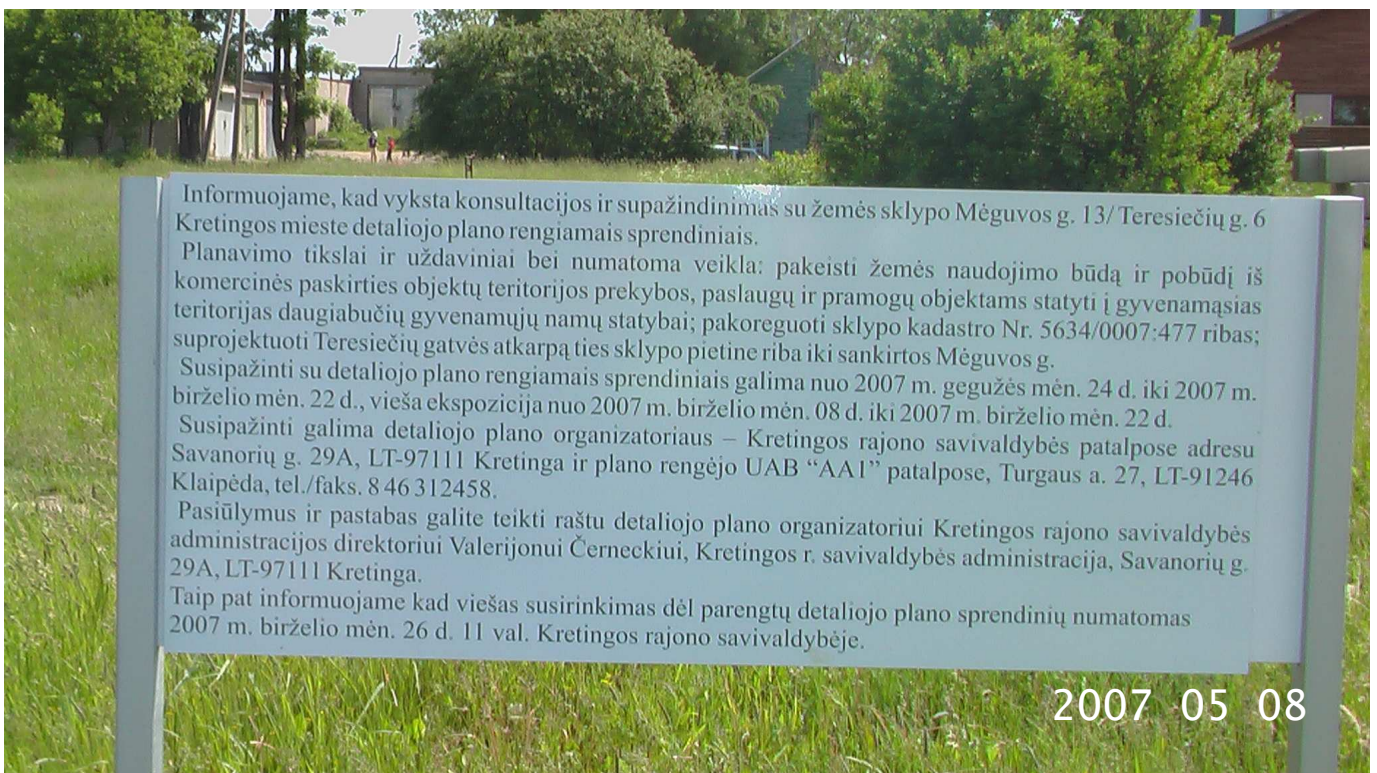 Informuojame, kad vyksta konsultacijos ir supažindinimas su žemės sklypo Mėguvos g. 13/ Teresiečių g. 6
Kretingos mieste detaliojo plano rengiamais sprendiniais.
Planavimo tikslai ir uždaviniai bei numatoma veikla: pakeisti žemės naudojimo būdą ir pobūdį iš
komercinės paskirties objektų teritorijos prekybos, paslaugų ir pramogų objektams statyti į gyvenamąsias
teritorijas daugiabučių gyvenamųjų namų statybai; pakoreguoti sklypo kadastro Nr. 5634/0007:477 ribas;
suprojektuoti Teresiečių gatvės atkarpą ties sklypo pietine riba iki sankirtos Mėguvos g.
Susipažinti su detaliojo plano rengiamais sprendiniais galima nuo 2007 m. gegužės mėn. 24 d. iki 2007 m.
birželio mėn. 22 d., vieša ekspozicija nuo 2007 m. birželio mėn. 08 d. iki 2007 m. birželio mėn. 22 d.
Susipažinti galima detaliojo plano organizatoriaus – Kretingos rajono savivaldybės patalpose adresu
Savanorių g. 29A, LT-97111 Kretinga ir plano rengėjo UAB “AA1” patalpose, Turgaus a. 27, LT-91246
Klaipėda, tel./faks. 8 46 312458.
Pasiūlymus ir pastabas galite teikti raštu detaliojo plano organizatoriui Kretingos rajono savivaldybės
administracijos direktoriui Valerijonui Černeckiui, Kretingos r. savivaldybės administracija, Savanorių g.
29A, LT-97111 Kretinga.
Taip pat informuojame kad viešas susirinkimas dėl parengtų detaliojo plano sprendinių numatomas
2007 m. birželio mėn. 26 d. 11 val. Kretingos rajono savivaldybėje.
2007 05 08